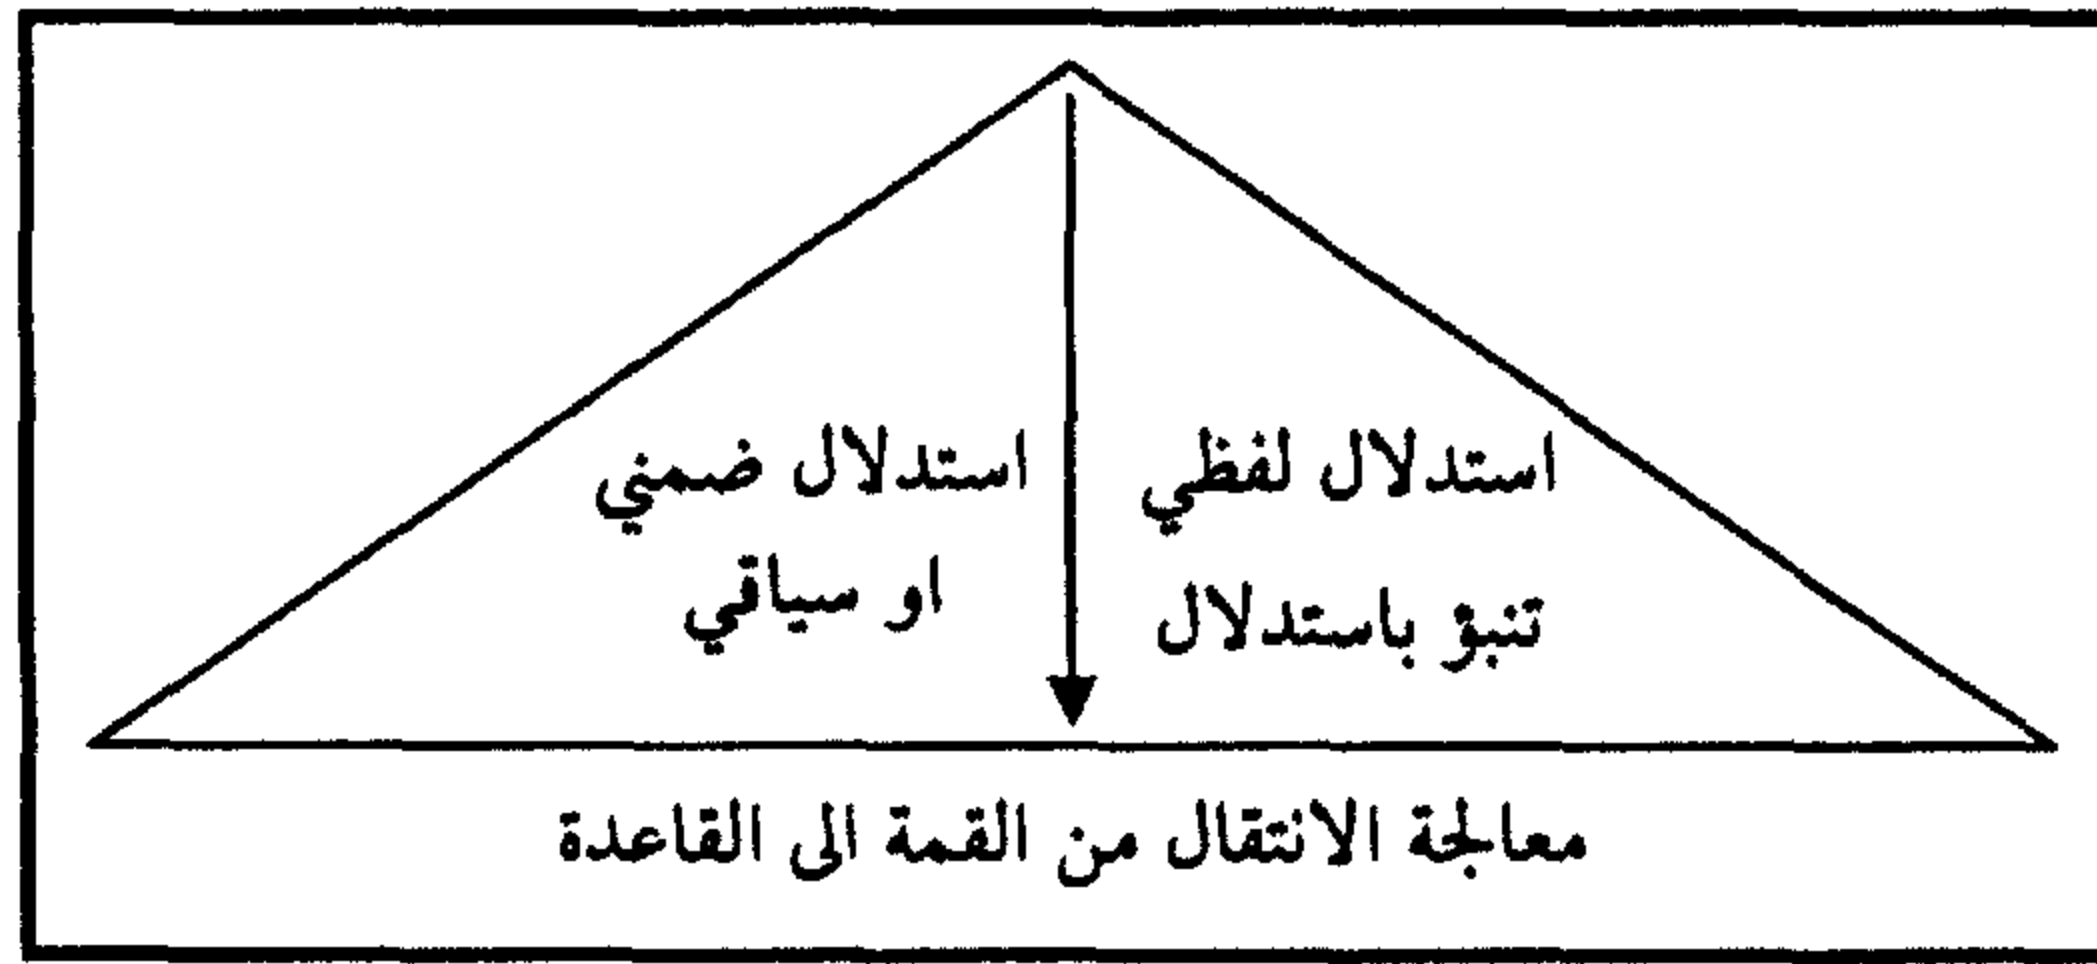 استدلال لفظي
تنبؤ باستدلال
استدلال ضمني
او سياقي
معالجة الانتقال من القمة الى القاعدة